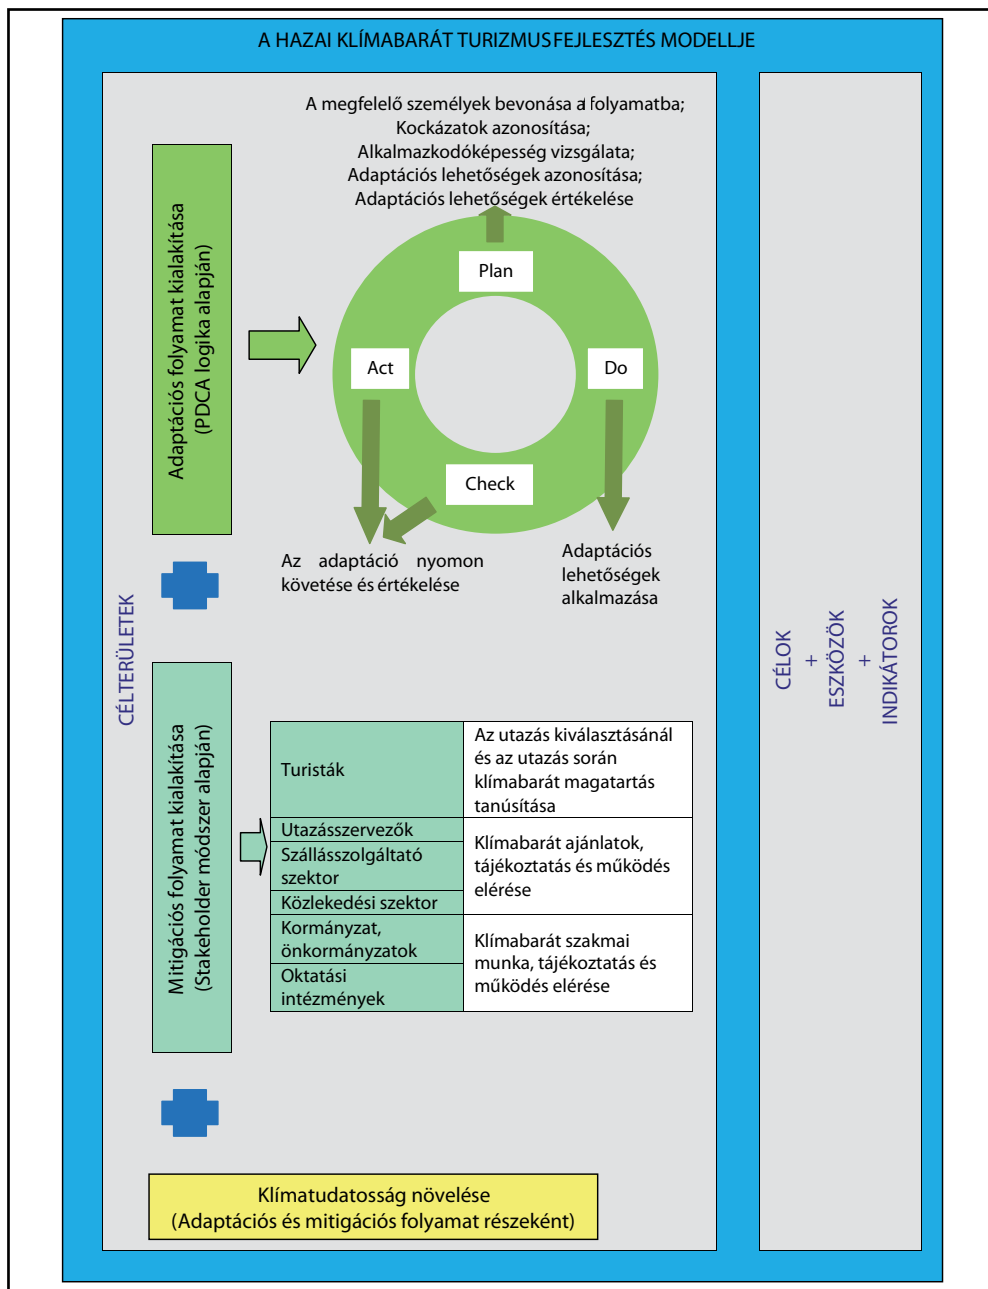 A HAZAI KLÍMABARÁT TURIZMUSFEJLESZTÉS MODELLJE
CÉLTERÜLETEK
Adaptációs folyamat kialakítása
(PDCA logika alapján)
A megfelelő személyek bevonása a folyamatba;
Kockázatok azonosítása;
Alkalmazkodóképesség vizsgálata;
Adaptációs lehetőségek azonosítása;
Adaptációs lehetőségek értékelése
Plan
Act
Do
Check
Az adaptáció nyomon
követése és értékelése
Adaptációs
lehetőségek
alkalmazása
Mitigációs folyamat kialakítása
(Stakeholder módszer alapján)
Turisták
Az utazás kiválasztásánál
és az utazás során
klímabarát magatartás
tanúsítása
Utazásszervezők
Szállásszolgáltató
szektor
Közlekedési szektor
Klímabarát ajánlatok,
tájékoztatás és működés
elérése
Kormányzat,
önkormányzatok
Oktatási
intézmények
Klímabarát szakmai
munka, tájékoztatás és
működés elérése
Klímatudatosság növelése
(Adaptációs és mitigációs folyamat részeként)
CÉLOK
+
ESZKÖZÖK
+
INDIKÁTOROK